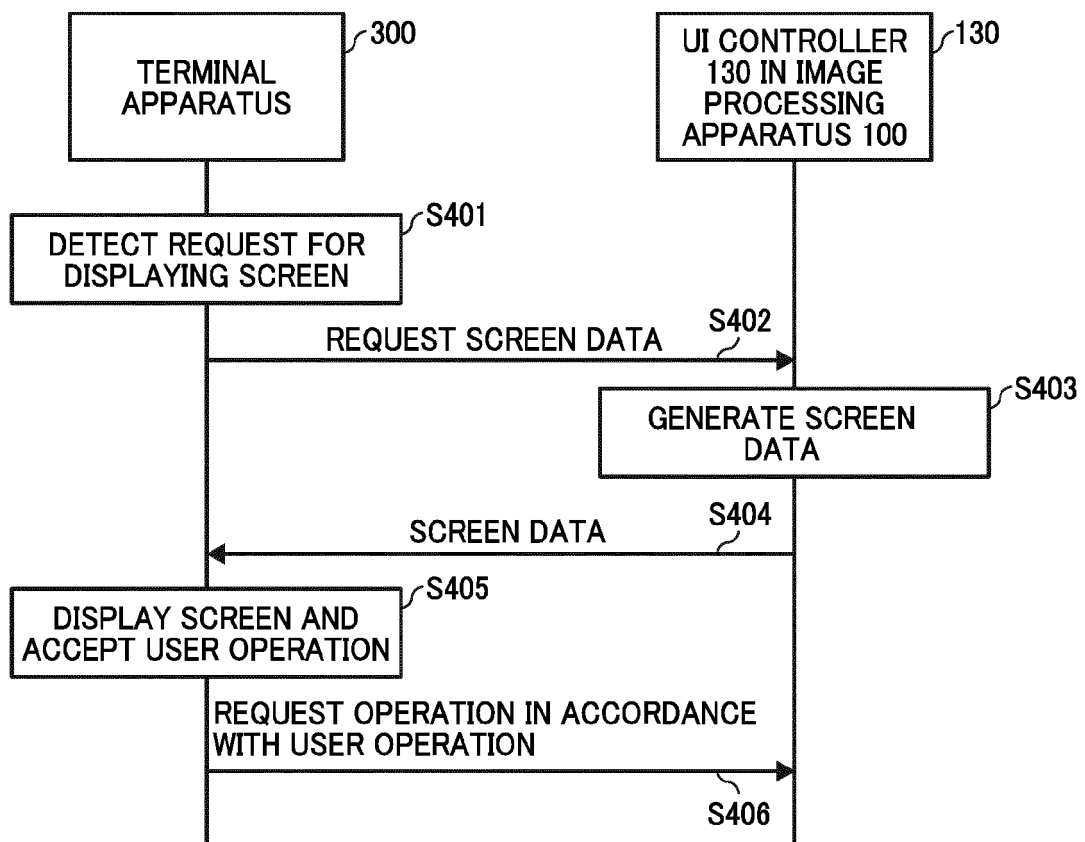 TERMINAL
APPARATUS
300
UI CONTROLLER
130 IN IMAGE
PROCESSING
APPARATUS 100
130
DETECT REQUEST FOR
DISPLAYING SCREEN
S401
REQUEST SCREEN DATA
S402
GENERATE SCREEN
DATA
S403
SCREEN DATA
S404
DISPLAY SCREEN AND
ACCEPT USER OPERATION
S405
REQUEST OPERATION IN ACCORDANCE
WITH USER OPERATION
S406